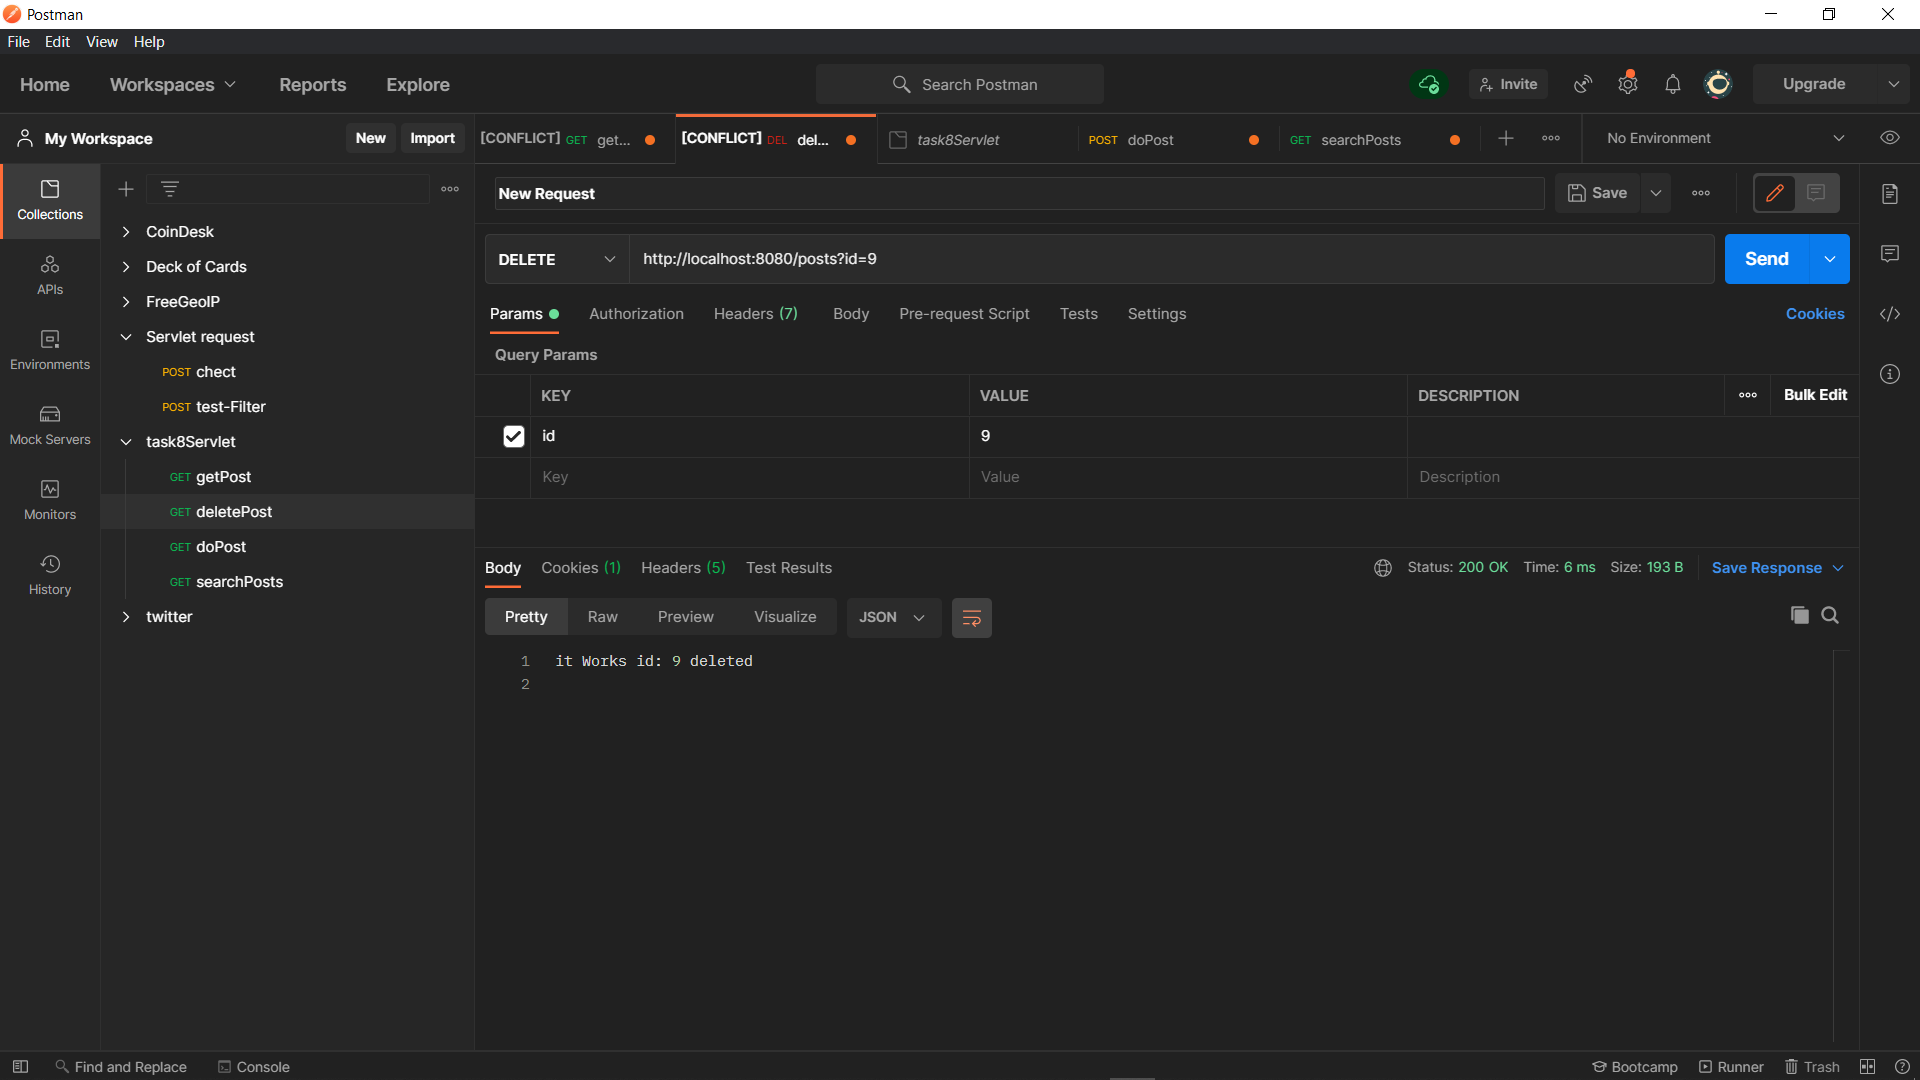 Postman
File Edit View Help
Home Workspaces Reports Explore Search Postman Invite Upgrade
My Workspace New Import [CONFLICT] GET get... [CONFLICT] DEL del... task8Servlet POST doPost GET searchPosts No Environment
Collections
APIs
Environments
Mock Servers
Monitors
History
CoinDesk
Deck of Cards
FreeGeoIP
Servlet request
POST chect
POST test-Filter
task8Servlet
GET getPost
GET deletePost
GET doPost
GET searchPosts
twitter
New Request Save
DELETE http://localhost:8080/posts?id=9 Send
Params Authorization Headers (7) Body Pre-request Script Tests Settings Cookies
Query Params
KEY VALUE DESCRIPTION Bulk Edit
id 9
Key Value Description
Body Cookies (1) Headers (5) Test Results Status: 200 OK Time: 6 ms Size: 193 B Save Response
Pretty Raw Preview Visualize JSON
1 it Works id: 9 deleted
2
Find and Replace Console Bootcamp Runner Trash